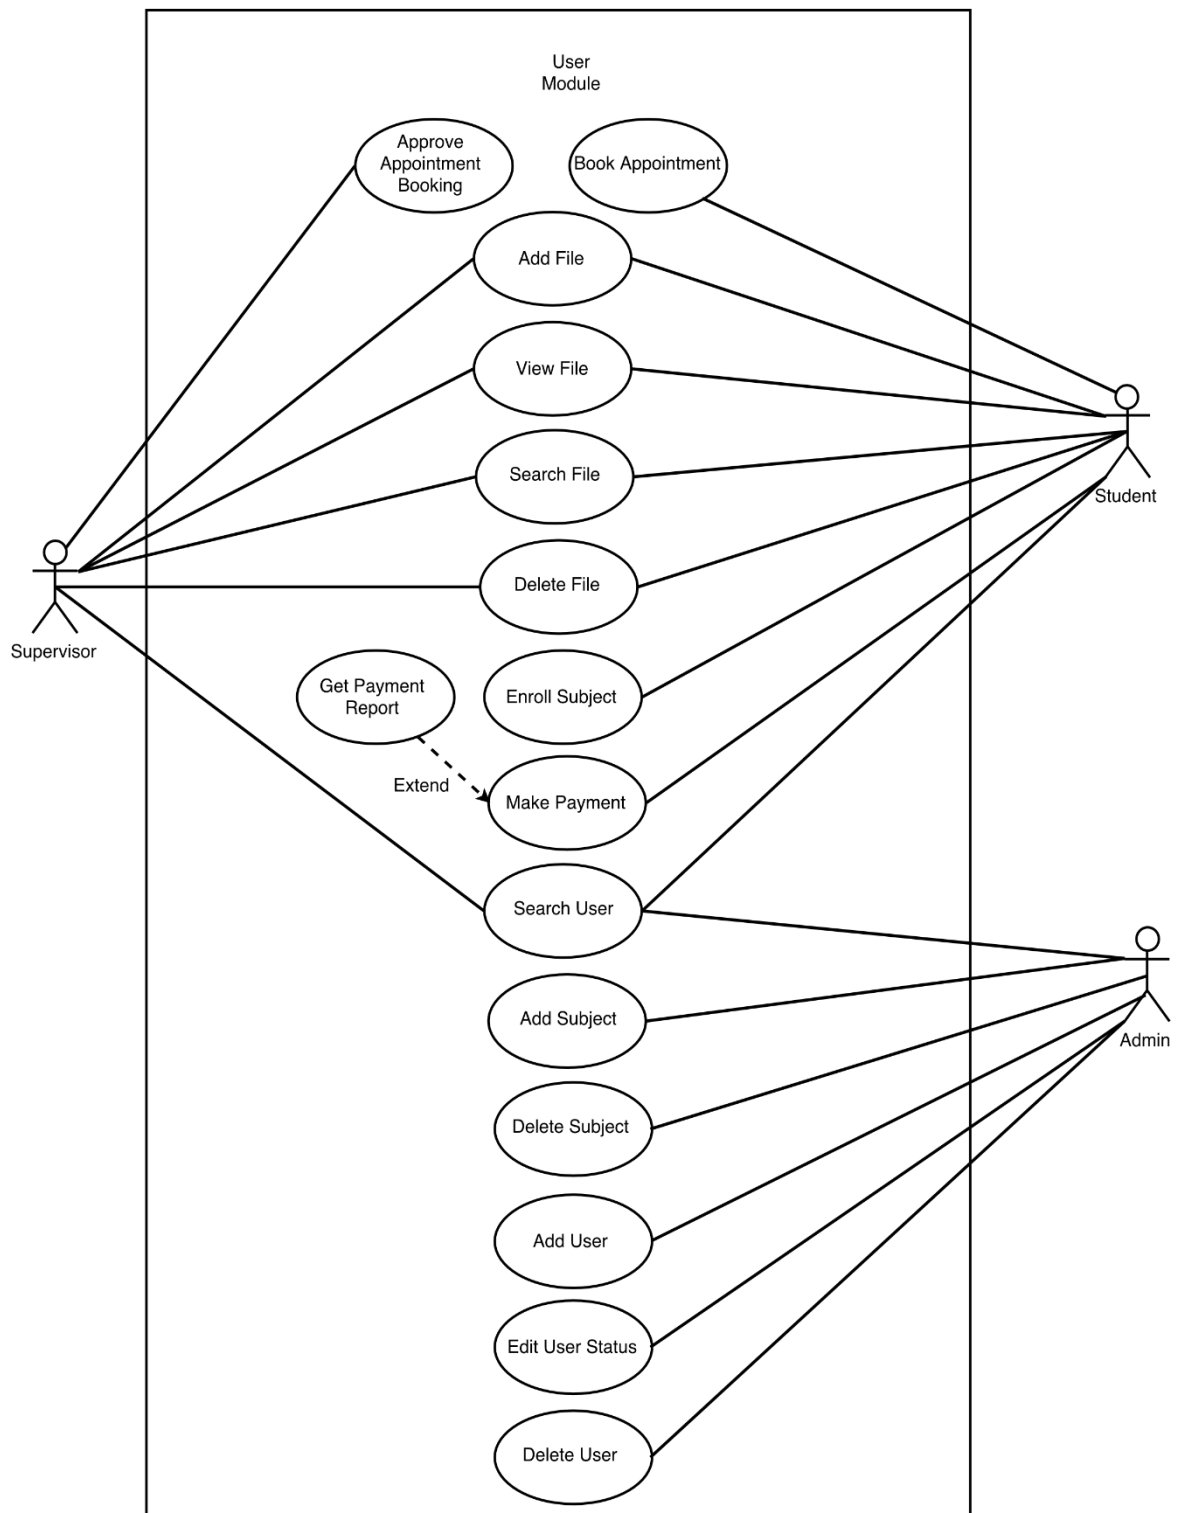 User
Module
Approve
Appointment
Booking
Book Appointment
Add File
View File
Search File
Student
Delete File
Supervisor
Get Payment
Report
Enroll Subject
Extend
Make Payment
Search User
Add Subject
Admin
Delete Subject
Add User
Edit User Status
Delete User